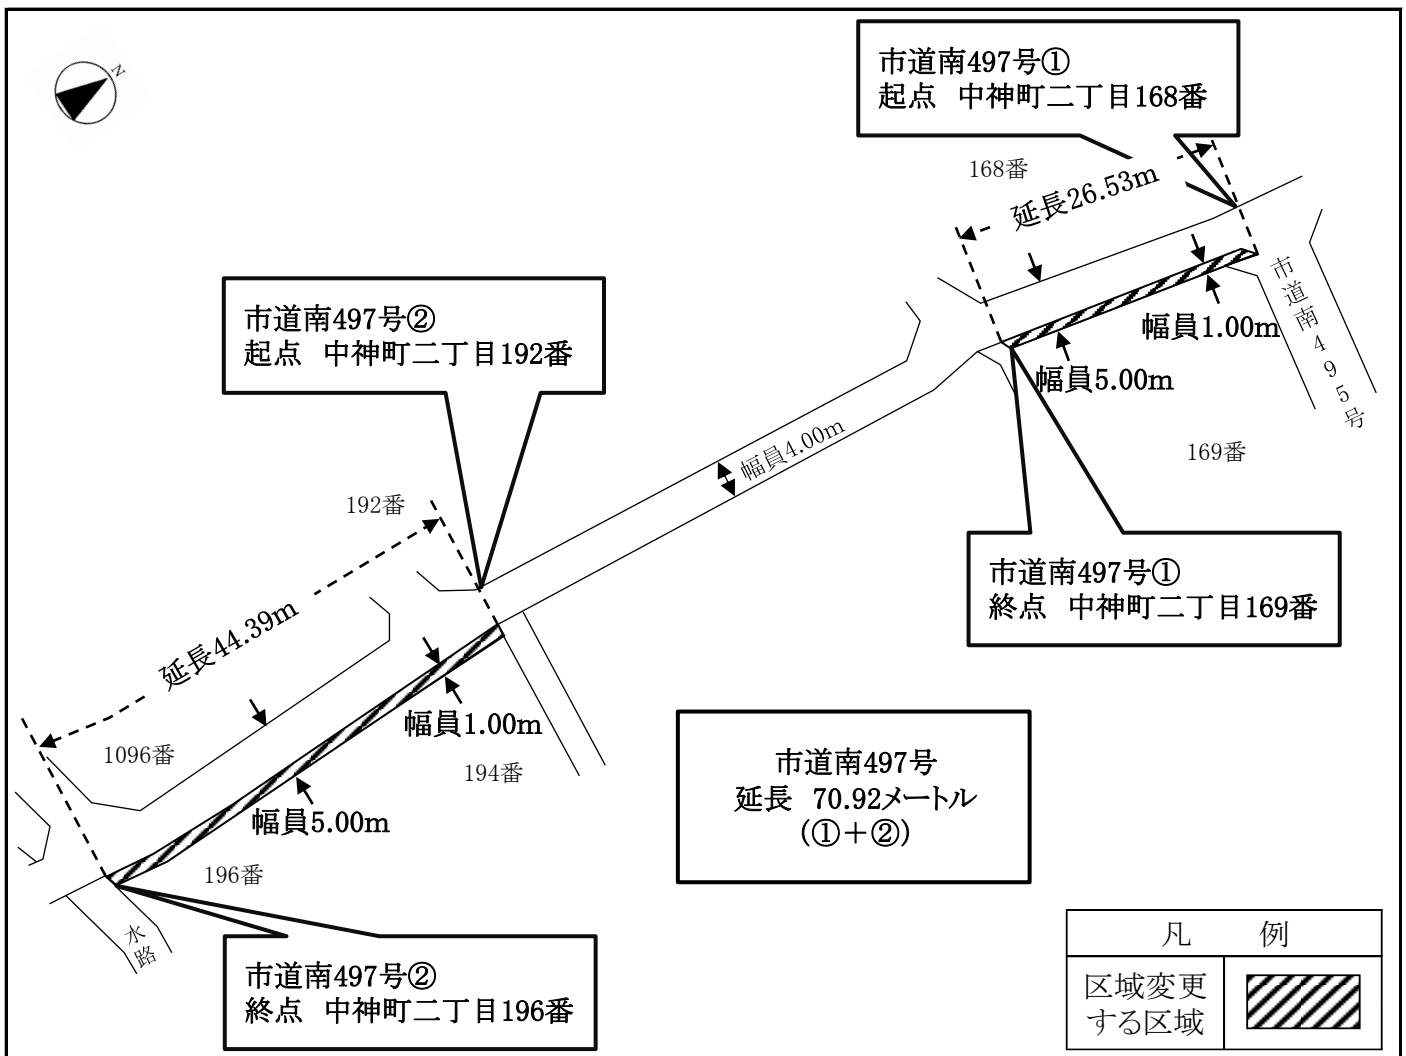 N
市道南497号①
起点　中神町二丁目168番
168番
延長26.53m
市道南495号
幅員1.00m
幅員5.00m
市道南497号②
起点　中神町二丁目192番
幅員4.00m
169番
192番
市道南497号①
終点　中神町二丁目169番
延長44.39m
幅員1.00m
1096番
194番
幅員5.00m
市道南497号
延長　70.92メートル
(①＋②)
196番
水路
市道南497号②
終点　中神町二丁目196番
凡　例
区域変更
する区域